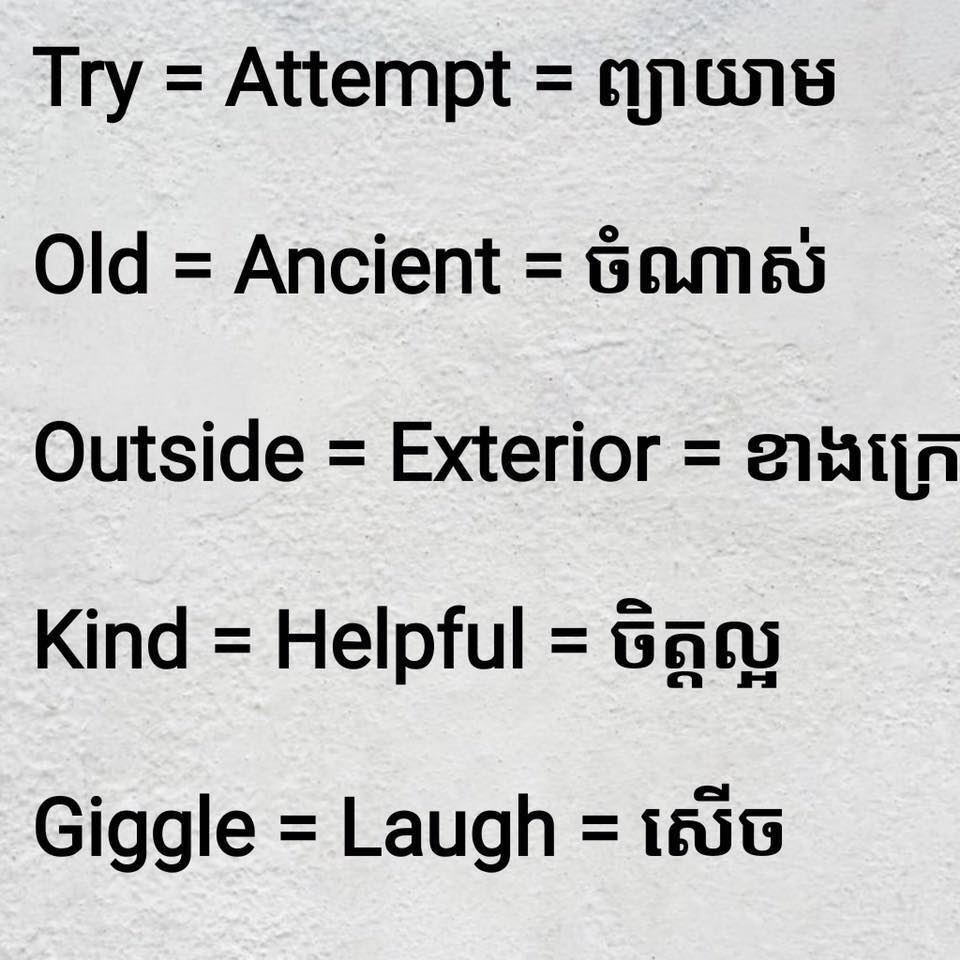 Try = Attempt = ព្យាយាម
Old = Ancient = ចំណាស់
Outside = Exterior = ខាងក្រេ
Kind = Helpful = ចិត្តល្អ
Giggle = Laugh = សើច